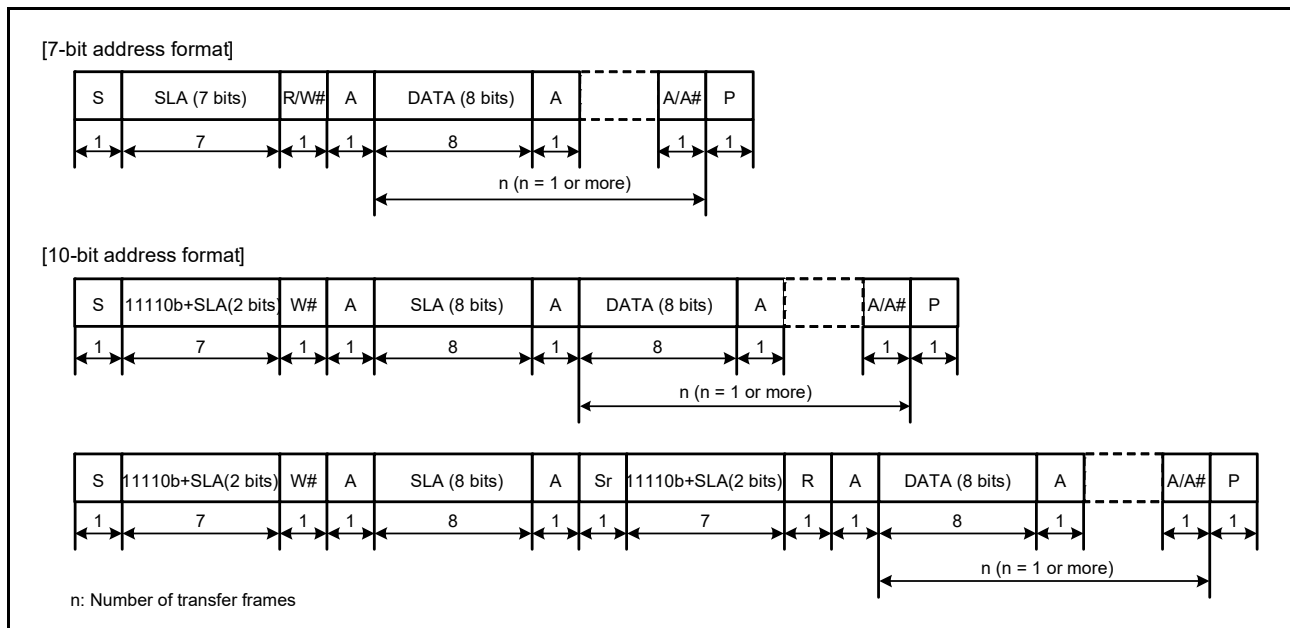 [7-bit address format]
S SLA (7 bits) R/W# A DATA (8 bits) A A/A# P
1 7 1 1 8 1 1 1
n (n = 1 or more)
[10-bit address format]
S 11110b+SLA(2 bits) W# A SLA (8 bits) A DATA (8 bits) A A/A# P
1 7 1 1 8 1 8 1 1 1
n (n = 1 or more)
S 11110b+SLA(2 bits) W# A SLA (8 bits) A Sr 11110b+SLA(2 bits) R A DATA (8 bits) A A/A# P
1 7 1 1 8 1 1 7 1 1 8 1 1 1
n (n = 1 or more)
n: Number of transfer frames